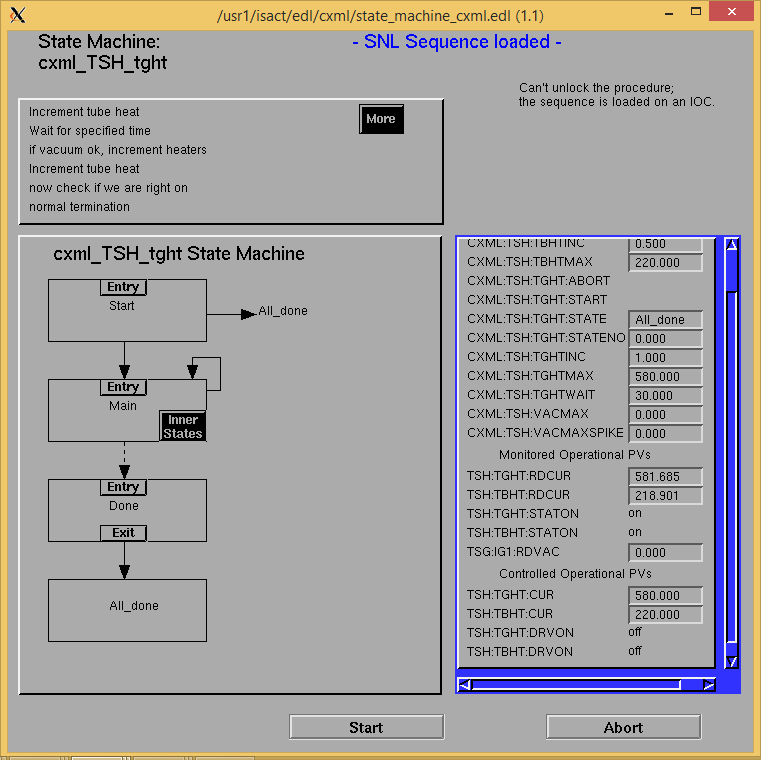 /usr1/isact/edl/cxml/state_machine_cxml.edl (1.1)
State Machine:
- SNL Sequence loaded -
cxml_TSH_tght
Can't unlock the procedure;
the sequence is loaded on an IOC.
Increment tube heat
More
Wait for specified time
if vacuum ok, increment heaters
Increment tube heat
now check if we are right on
normal termination
cxml_TSH_tght State Machine
Entry
Start
All_done
Entry
Main
Inner
States
Entry
Done
Exit
All_done
CXML:TSH:TBHTINC 0.500
CXML:TSH:TBHTMAX 220.000
CXML:TSH:TGHT:ABORT
CXML:TSH:TGHT:START
CXML:TSH:TGHT:STATE All_done
CXML:TSH:TGHT:STATENO 0.000
CXML:TSH:TGHTINC 1.000
CXML:TSH:TGHTMAX 580.000
CXML:TSH:TGHTWAIT 30.000
CXML:TSH:VACMAX 0.000
CXML:TSH:VACMAXSPIKE 0.000
Monitored Operational PVs
TSH:TGHT:RDCUR 581.685
TSH:TBHT:RDCUR 218.901
TSH:TGHT:STATON on
TSH:TBHT:STATON on
TSG:IG1:RDVAC 0.000
Controlled Operational PVs
TSH:TGHT:CUR 580.000
TSH:TBHT:CUR 220.000
TSH:TGHT:DRVON off
TSH:TBHT:DRVON off
Start
Abort